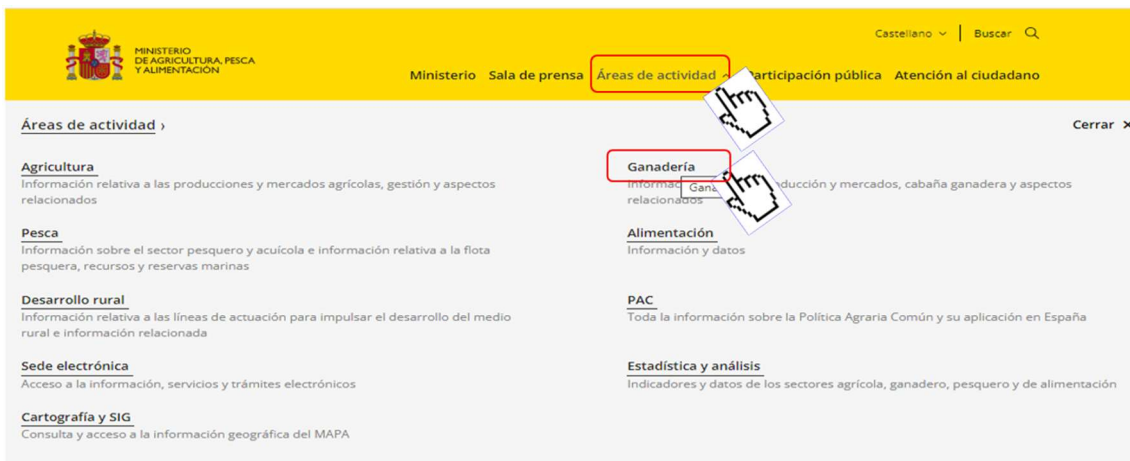 Castellano
Buscar
MINISTERIO
DE AGRICULTURA, PESCA
Y ALIMENTACIÓN
Ministerio Sala de prensa Áreas de actividad Participación pública Atención al ciudadano
Áreas de actividad ›
Cerrar ×
Agricultura
Información relativa a las producciones y mercados agrícolas, gestión y aspectos
relacionados
Ganadería
mercados, cabaña ganadera y aspectos
relacionados
Pesca
Información sobre el sector pesquero y acuícola e información relativa a la flota
pesquera, recursos y reservas marinas
Alimentación
Información y datos
Desarrollo rural
Información relativa a las líneas de actuación para impulsar el desarrollo del medio
rural e información relacionada
PAC
Toda la información sobre la Política Agraria Común y su aplicación en España
Sede electrónica
Acceso a la información, servicios y trámites electrónicos
Estadística y análisis
Indicadores y datos de los sectores agrícola, ganadero, pesquero y de alimentación
Cartografía y SIG
Consulta y acceso a la información geográfica del MAPA